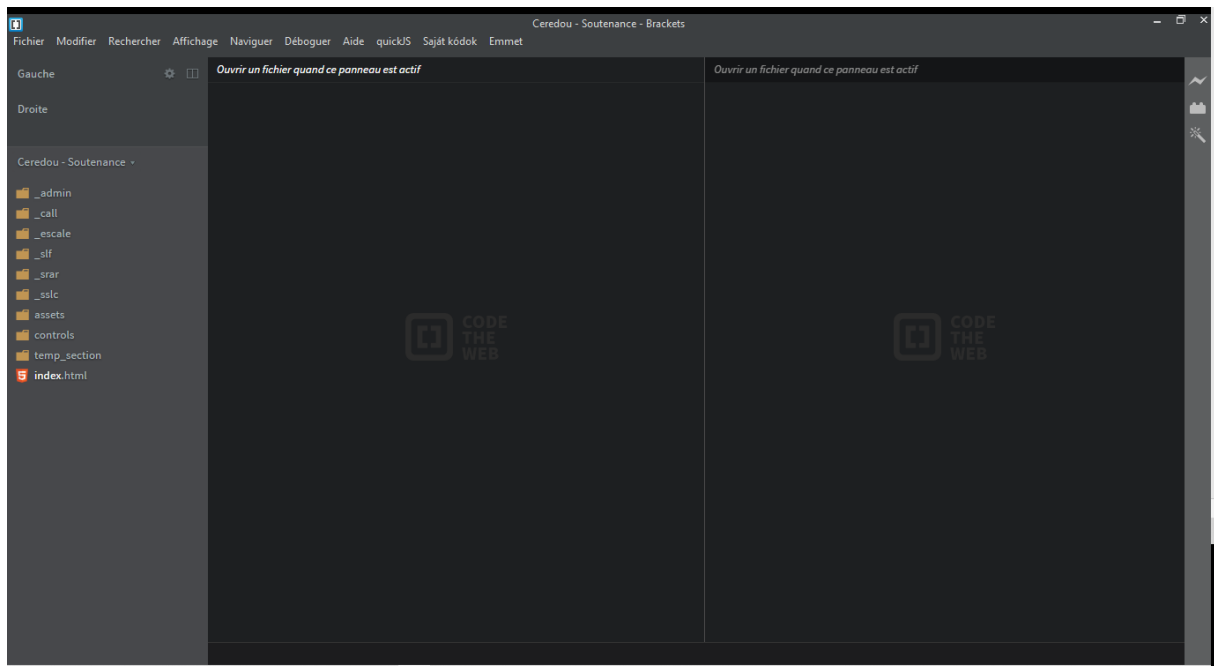 Ceredou - Soutenance - Brackets
Fichier Modifier Rechercher Affichage Naviguer Déboguer Aide quickJS Saját kódok Emmet
Gauche
Droite
Ceredou - Soutenance
_admin
_call
_escale
_slf
_srar
_sslc
assets
controls
temp_section
index.html
Ouvrir un fichier quand ce panneau est actif
CODE
THE
WEB
Ouvrir un fichier quand ce panneau est actif
CODE
THE
WEB